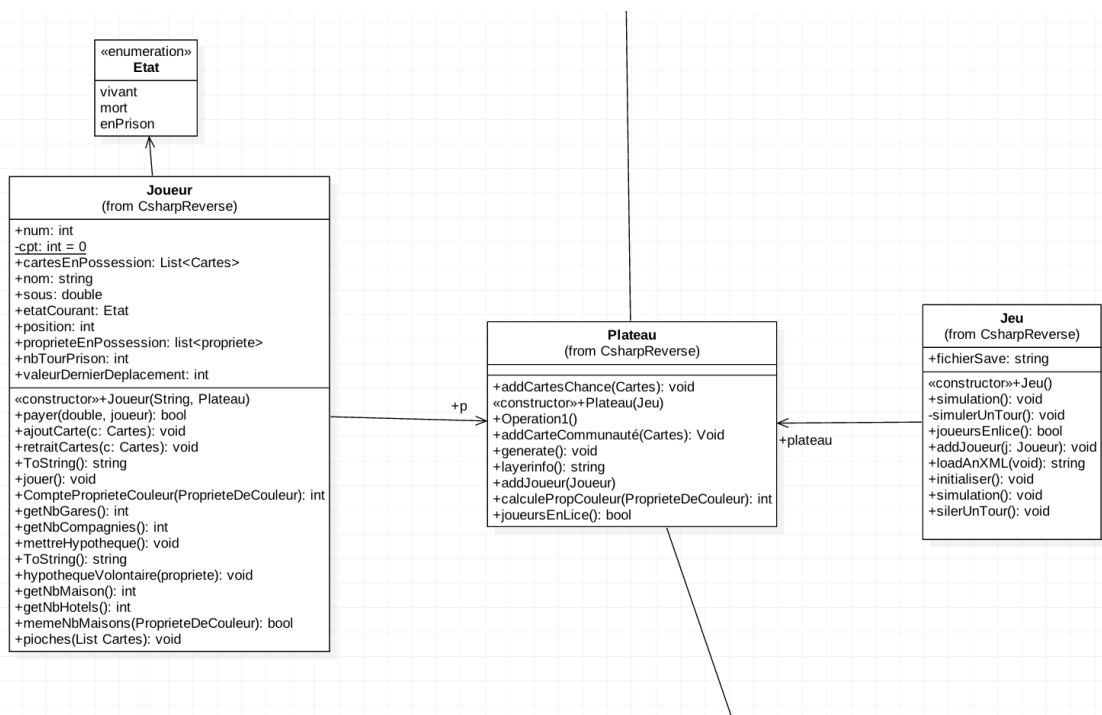 «enumeration»
Etat
vivant
mort
enPrison
Joueur
(from CsharpReverse)
+num: int
-cpt: int = 0
+cartesEnPossession: List<Cartes>
+nom: string
+sous: double
+etatCourant: Etat
+position: int
+proprieteEnPossession: list<propriete>
+nbTourPrison: int
+valeurDernierDeplacement: int
«constructor»+Joueur(String, Plateau)
+payer(double, joueur): bool
+ajoutCarte(c: Cartes): void
+retraitCartes(c: Cartes): void
+ToString(): string
+jouer(): void
+CompteProprieteCouleur(ProprieteDeCouleur): int
+getNbGares(): int
+getNbCompagnies(): int
+mettreHypotheque(): void
+ToString(): string
+hypothequeVolontaire(propriete): void
+getNbMaison(): int
+getNbHotels(): int
+memeNbMaisons(ProprieteDeCouleur): bool
+pioches(List Cartes): void
+p
Plateau
(from CsharpReverse)
+addCartesChance(Cartes): void
«constructor»+Plateau(Jeu)
+Operation1()
+addCarteCommunauté(Cartes): Void
+generate(): void
+layerinfo(): string
+addJoueur(Joueur)
+calculePropCouleur(ProprieteDeCouleur): int
+joueursEnLice(): bool
+plateau
Jeu
(from CsharpReverse)
+fichierSave: string
«constructor»+Jeu()
+simulation(): void
-simulerUnTour(): void
+joueursEnlice(): bool
+addJoueur(j: Joueur): void
+loadAnXML(void): string
+initialiser(): void
+simulation(): void
+silerUnTour(): void